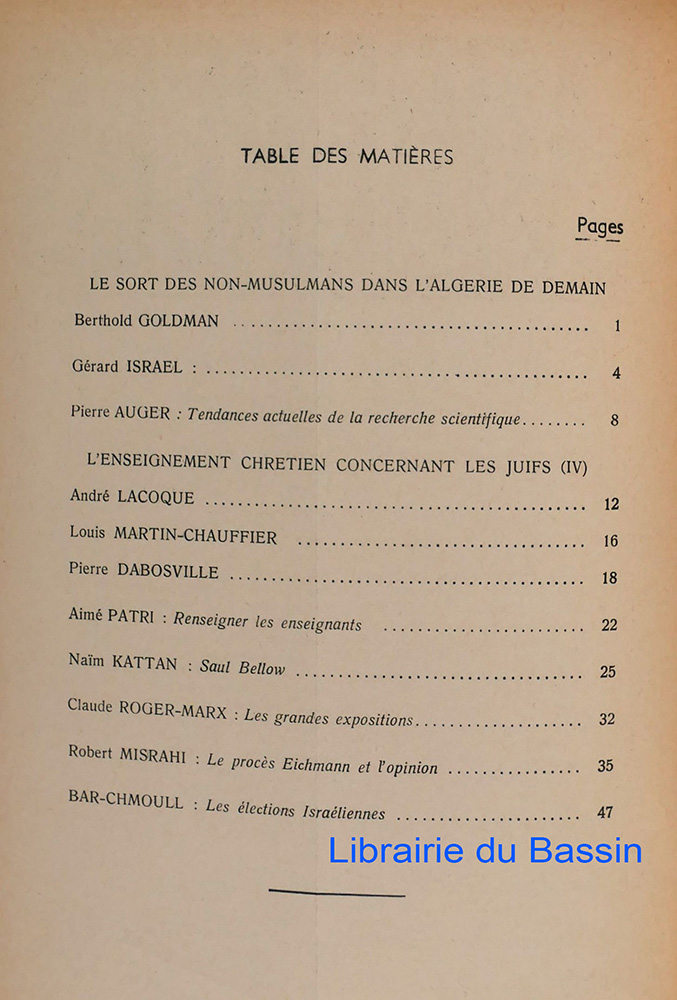 TABLE DES MATIÈRES
Pages
LE SORT DES NON-MUSULMANS DANS L'ALGERIE DE DEMAIN
Berthold GOLDMAN .......................................... 1
Gérard ISRAEL : ............................................. 4
Pierre AUGER : Tendances actuelles de la recherche scientifique........ 8
L'ENSEIGNEMENT CHRETIEN CONCERNANT LES JUIFS (IV)
André LACOQUE ............................................. 12
Louis MARTIN-CHAUFFIER .................................. 16
Pierre DABOSVILLE .......................................... 18
Aimé PATRI : Renseigner les enseignants ........................ 22
Naïm KATTAN : Saul Bellow .................................. 25
Claude ROGER-MARX : Les grandes expositions.................... 32
Robert MISRAHI : Le procès Eichmann et l'opinion ................ 35
BAR-CHMOULL : Les élections Israéliennes ...................... 47
Librairie du Bassin